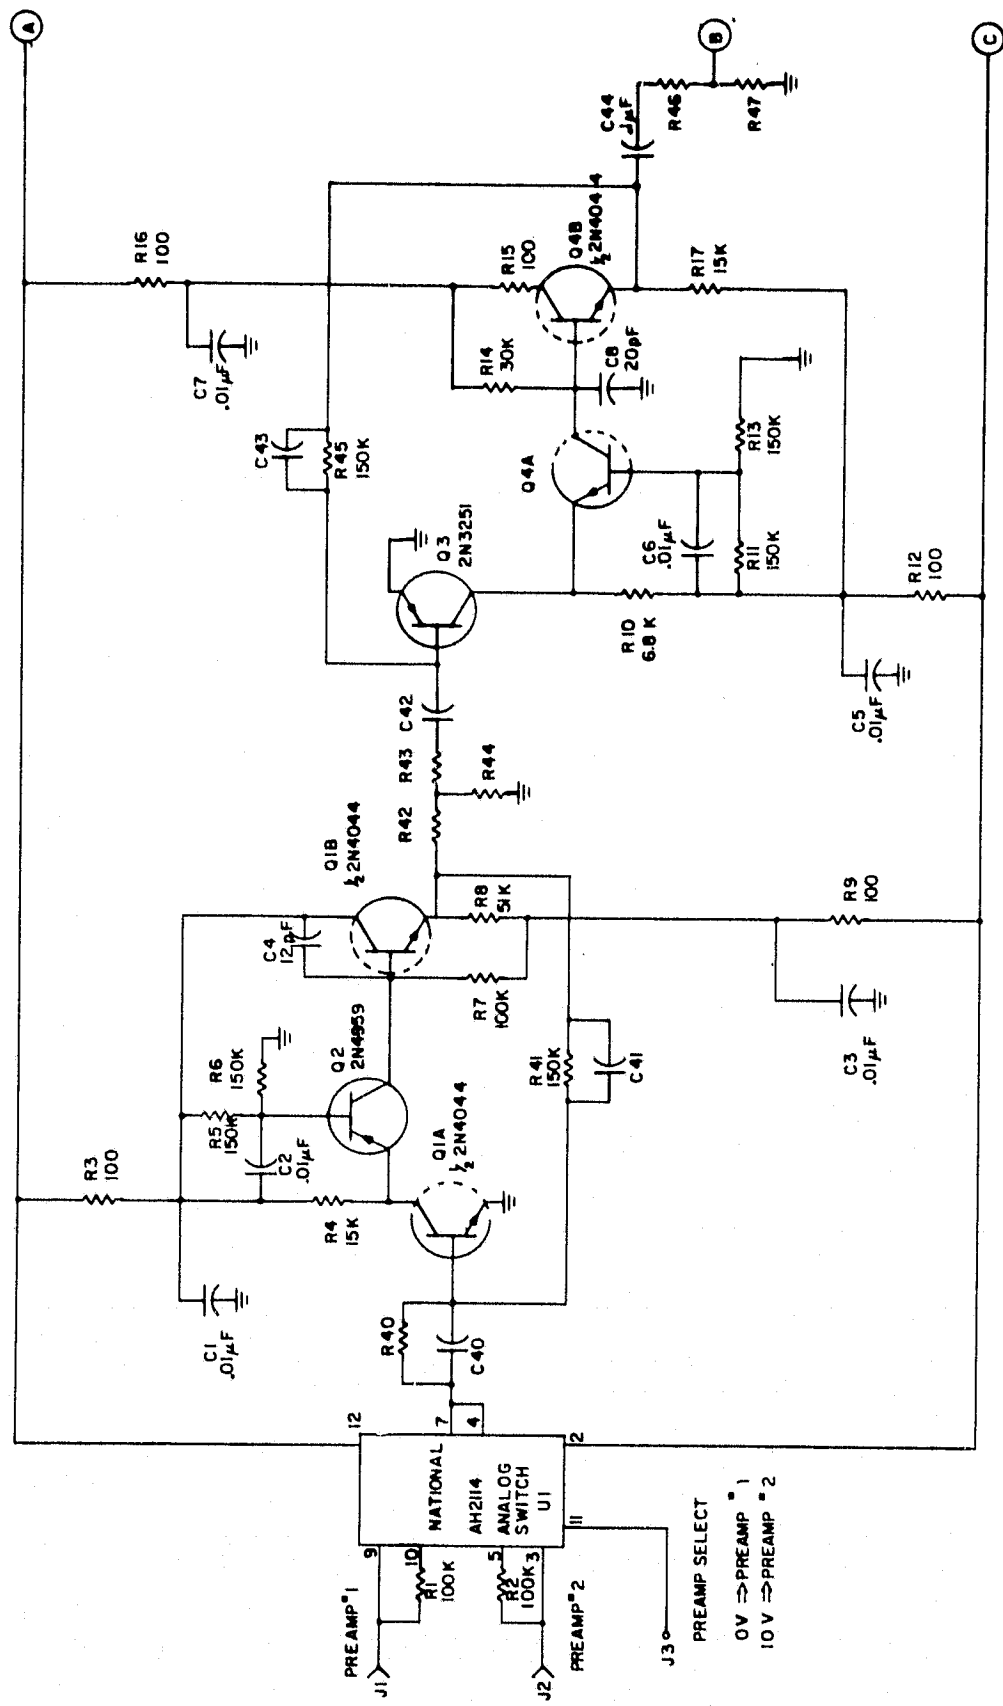 A
R16
100
C7
.01µF
R3
100
C1
.01µF
R5
150K
R6
150K
C2
.01µF
R4
15K
Q2
2N4959
Q1A
½ 2N4044
C4
12pF
Q1B
½ 2N4044
R7
100K
R8
51K
R9
100
C3
.01µF
R41
150K
C41
R40
C40
R42
R43
R44
C42
C43
R45
150K
Q3
2N3251
R10
6.8K
Q4A
C6
.01µF
R11
150K
R13
150K
R12
100
C5
.01µF
R14
30K
R15
100
C8
20pF
Q4B
½ 2N4044
R17
15K
C44
R46
R47
B
C
12
7
4
2
11
9
10
5
3
NATIONAL
AH2114
ANALOG
SWITCH
U1
PREAMP #1
J1
R1
100K
R2
100K
J2
PREAMP #2
J3
PREAMP SELECT
0V ⇒ PREAMP #1
10V ⇒ PREAMP #2